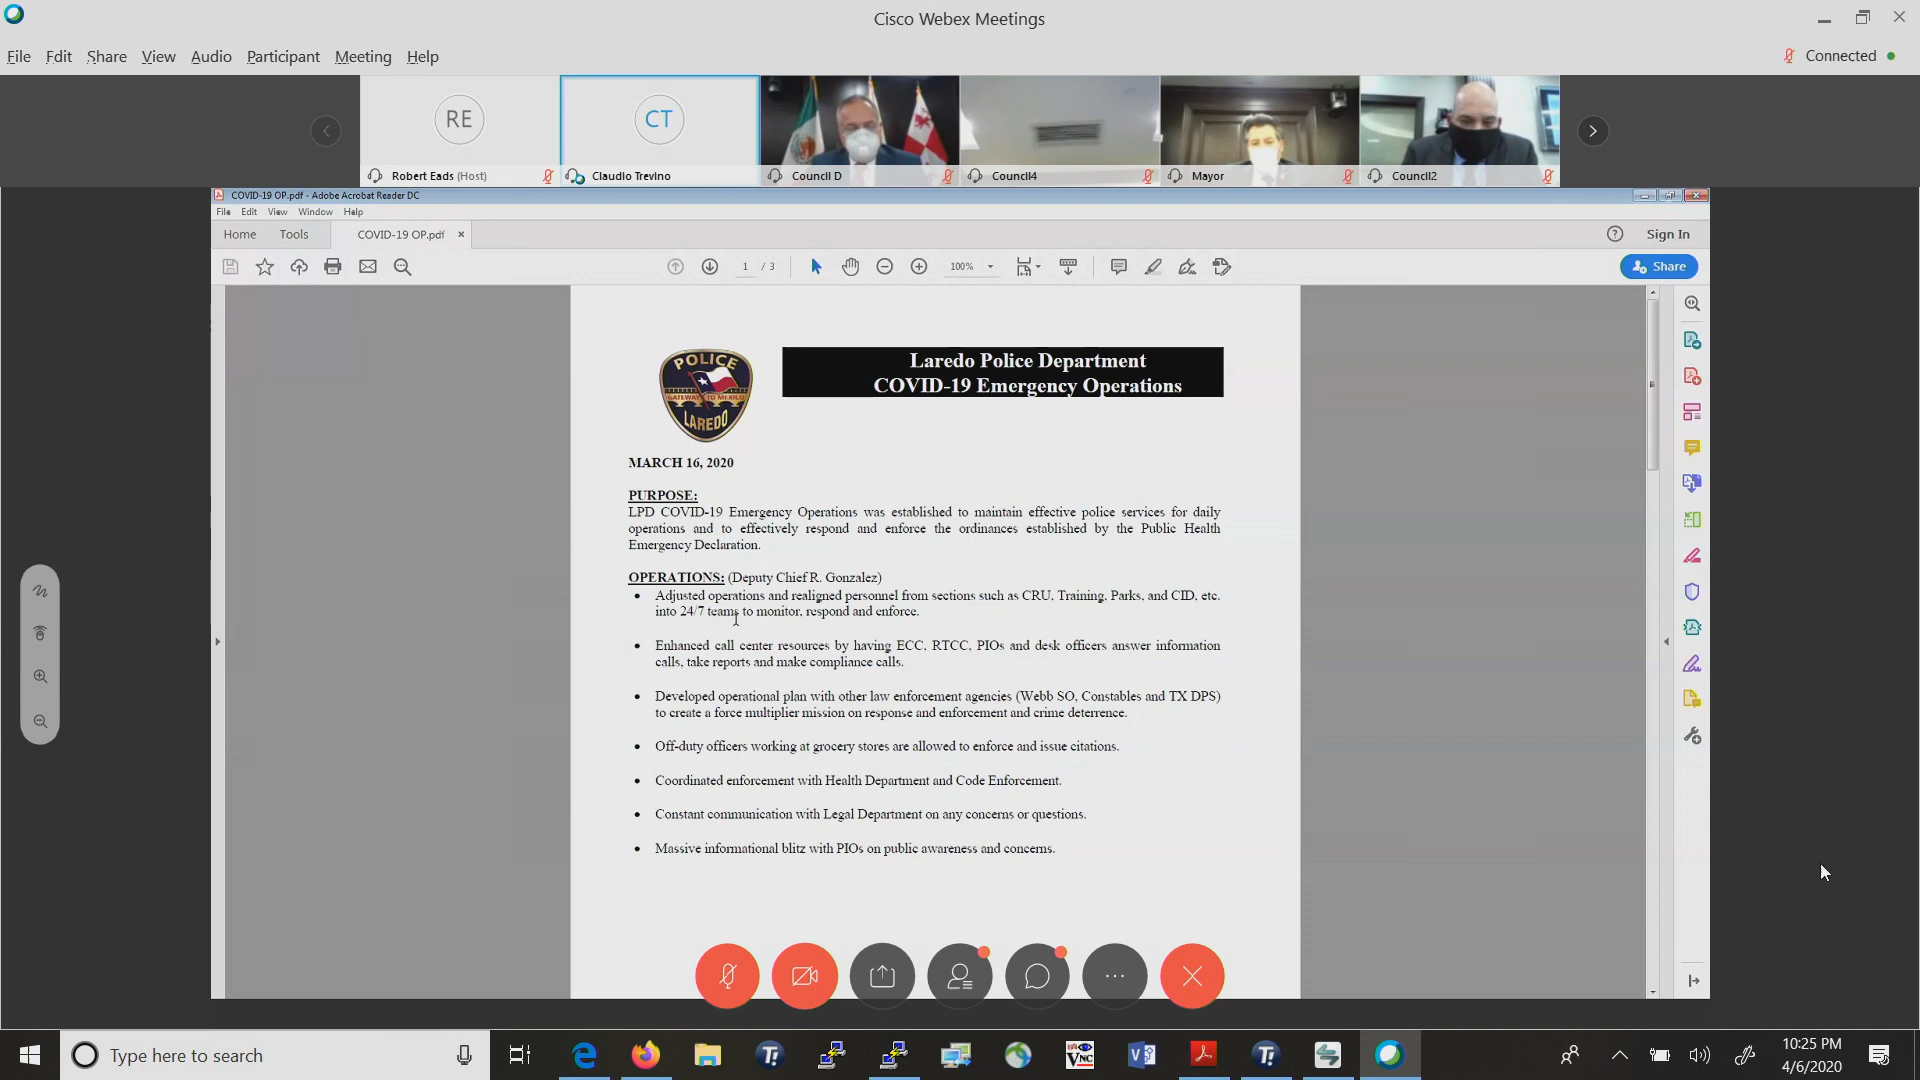 Cisco Webex Meetings
File Edit Share View Audio Participant Meeting Help
Connected
RE
CT
Robert Eads (Host)
Claudio Trevino
Council D
Council4
Mayor
Council2
COVID-19 OP.pdf - Adobe Acrobat Reader DC
File Edit View Window Help
Home Tools COVID-19 OP.pdf × Sign In
1 / 3 100% Share
POLICE
GATEWAY TO MEXICO
LAREDO
Laredo Police Department
COVID-19 Emergency Operations
MARCH 16, 2020
PURPOSE:
LPD COVID-19 Emergency Operations was established to maintain effective police services for daily
operations and to effectively respond and enforce the ordinances established by the Public Health
Emergency Declaration.
OPERATIONS: (Deputy Chief R. Gonzalez)
• Adjusted operations and realigned personnel from sections such as CRU, Training, Parks, and CID, etc.
into 24/7 teams to monitor, respond and enforce.
• Enhanced call center resources by having ECC, RTCC, PIOs and desk officers answer information
calls, take reports and make compliance calls.
• Developed operational plan with other law enforcement agencies (Webb SO, Constables and TX DPS)
to create a force multiplier mission on response and enforcement and crime deterrence.
• Off-duty officers working at grocery stores are allowed to enforce and issue citations.
• Coordinated enforcement with Health Department and Code Enforcement.
• Constant communication with Legal Department on any concerns or questions.
• Massive informational blitz with PIOs on public awareness and concerns.
Type here to search
VNC
10:25 PM
4/6/2020